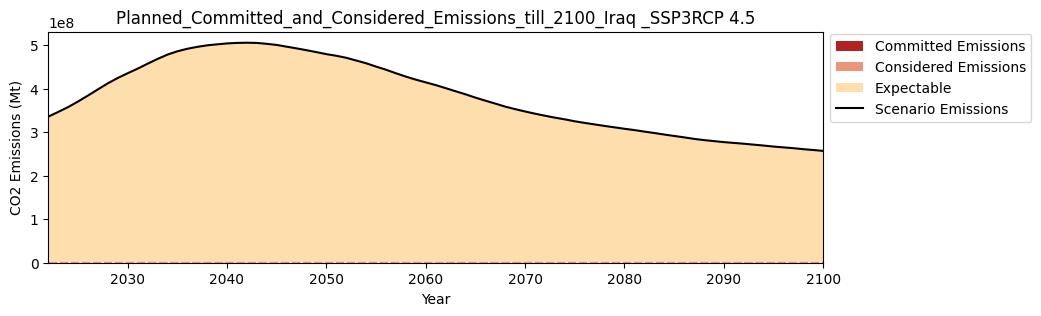 Planned_Committed_and_Considered_Emissions_till_2100_Iraq _SSP3RCP 4.5
1e8
5
4
3
2
1
0
CO2 Emissions (Mt)
2030 2040 2050 2060 2070 2080 2090 2100
Year
Committed Emissions
Considered Emissions
Expectable
Scenario Emissions